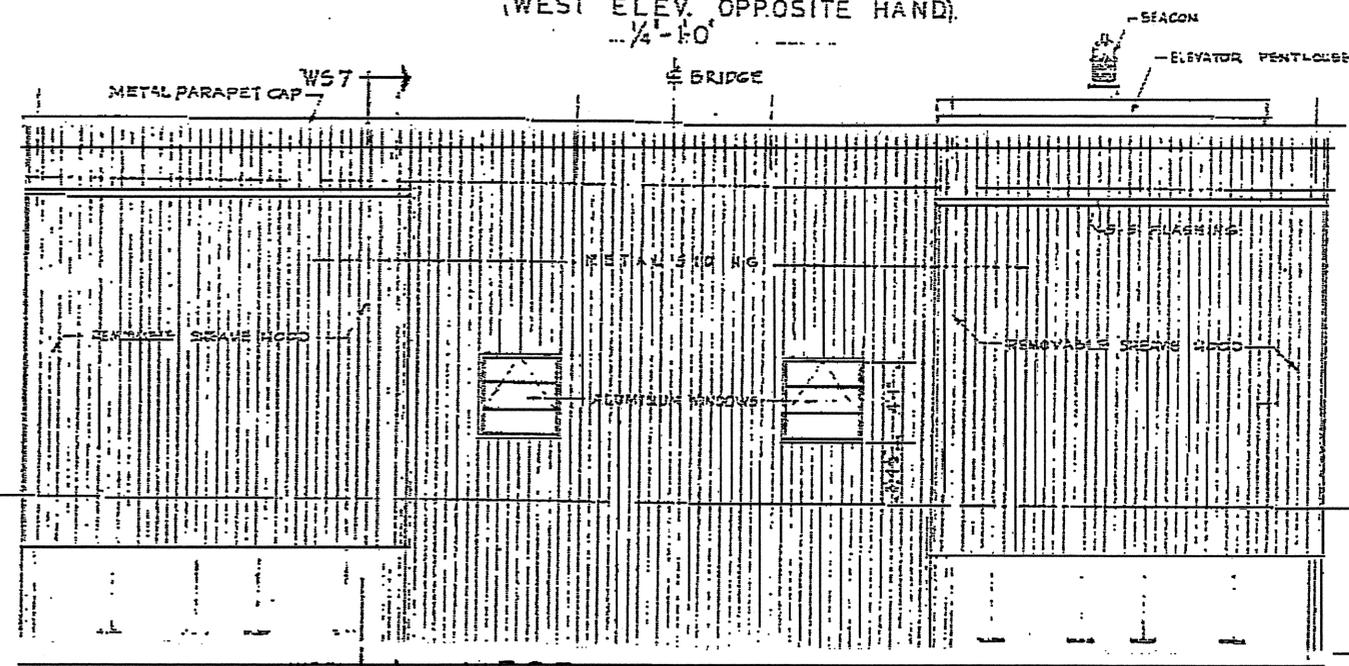 (WEST ELEV. OPPOSITE HAND).
1/4"-1'-0"
BEACON
ELEVATOR PENTHOUSE
WS7
BRIDGE
METAL PARAPET CAP
S.S. FLASHING
METAL SIDING
REMOVABLE SHEAVE HOOD
REMOVABLE SHEAVE HOOD
ALUMINUM WINDOWS